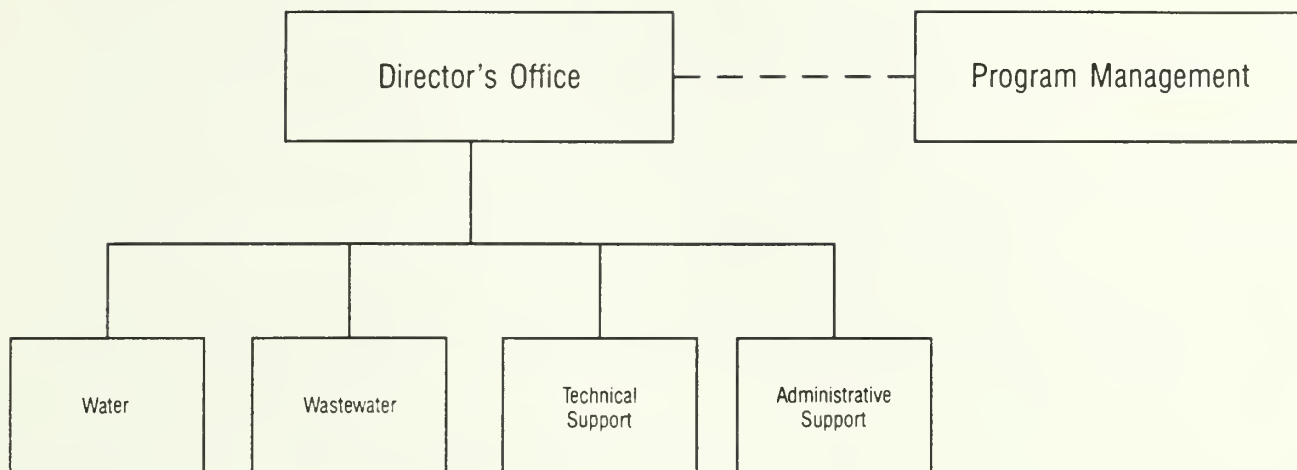 Director's Office
Program Management
Water
Wastewater
Technical
Support
Administrative
Support